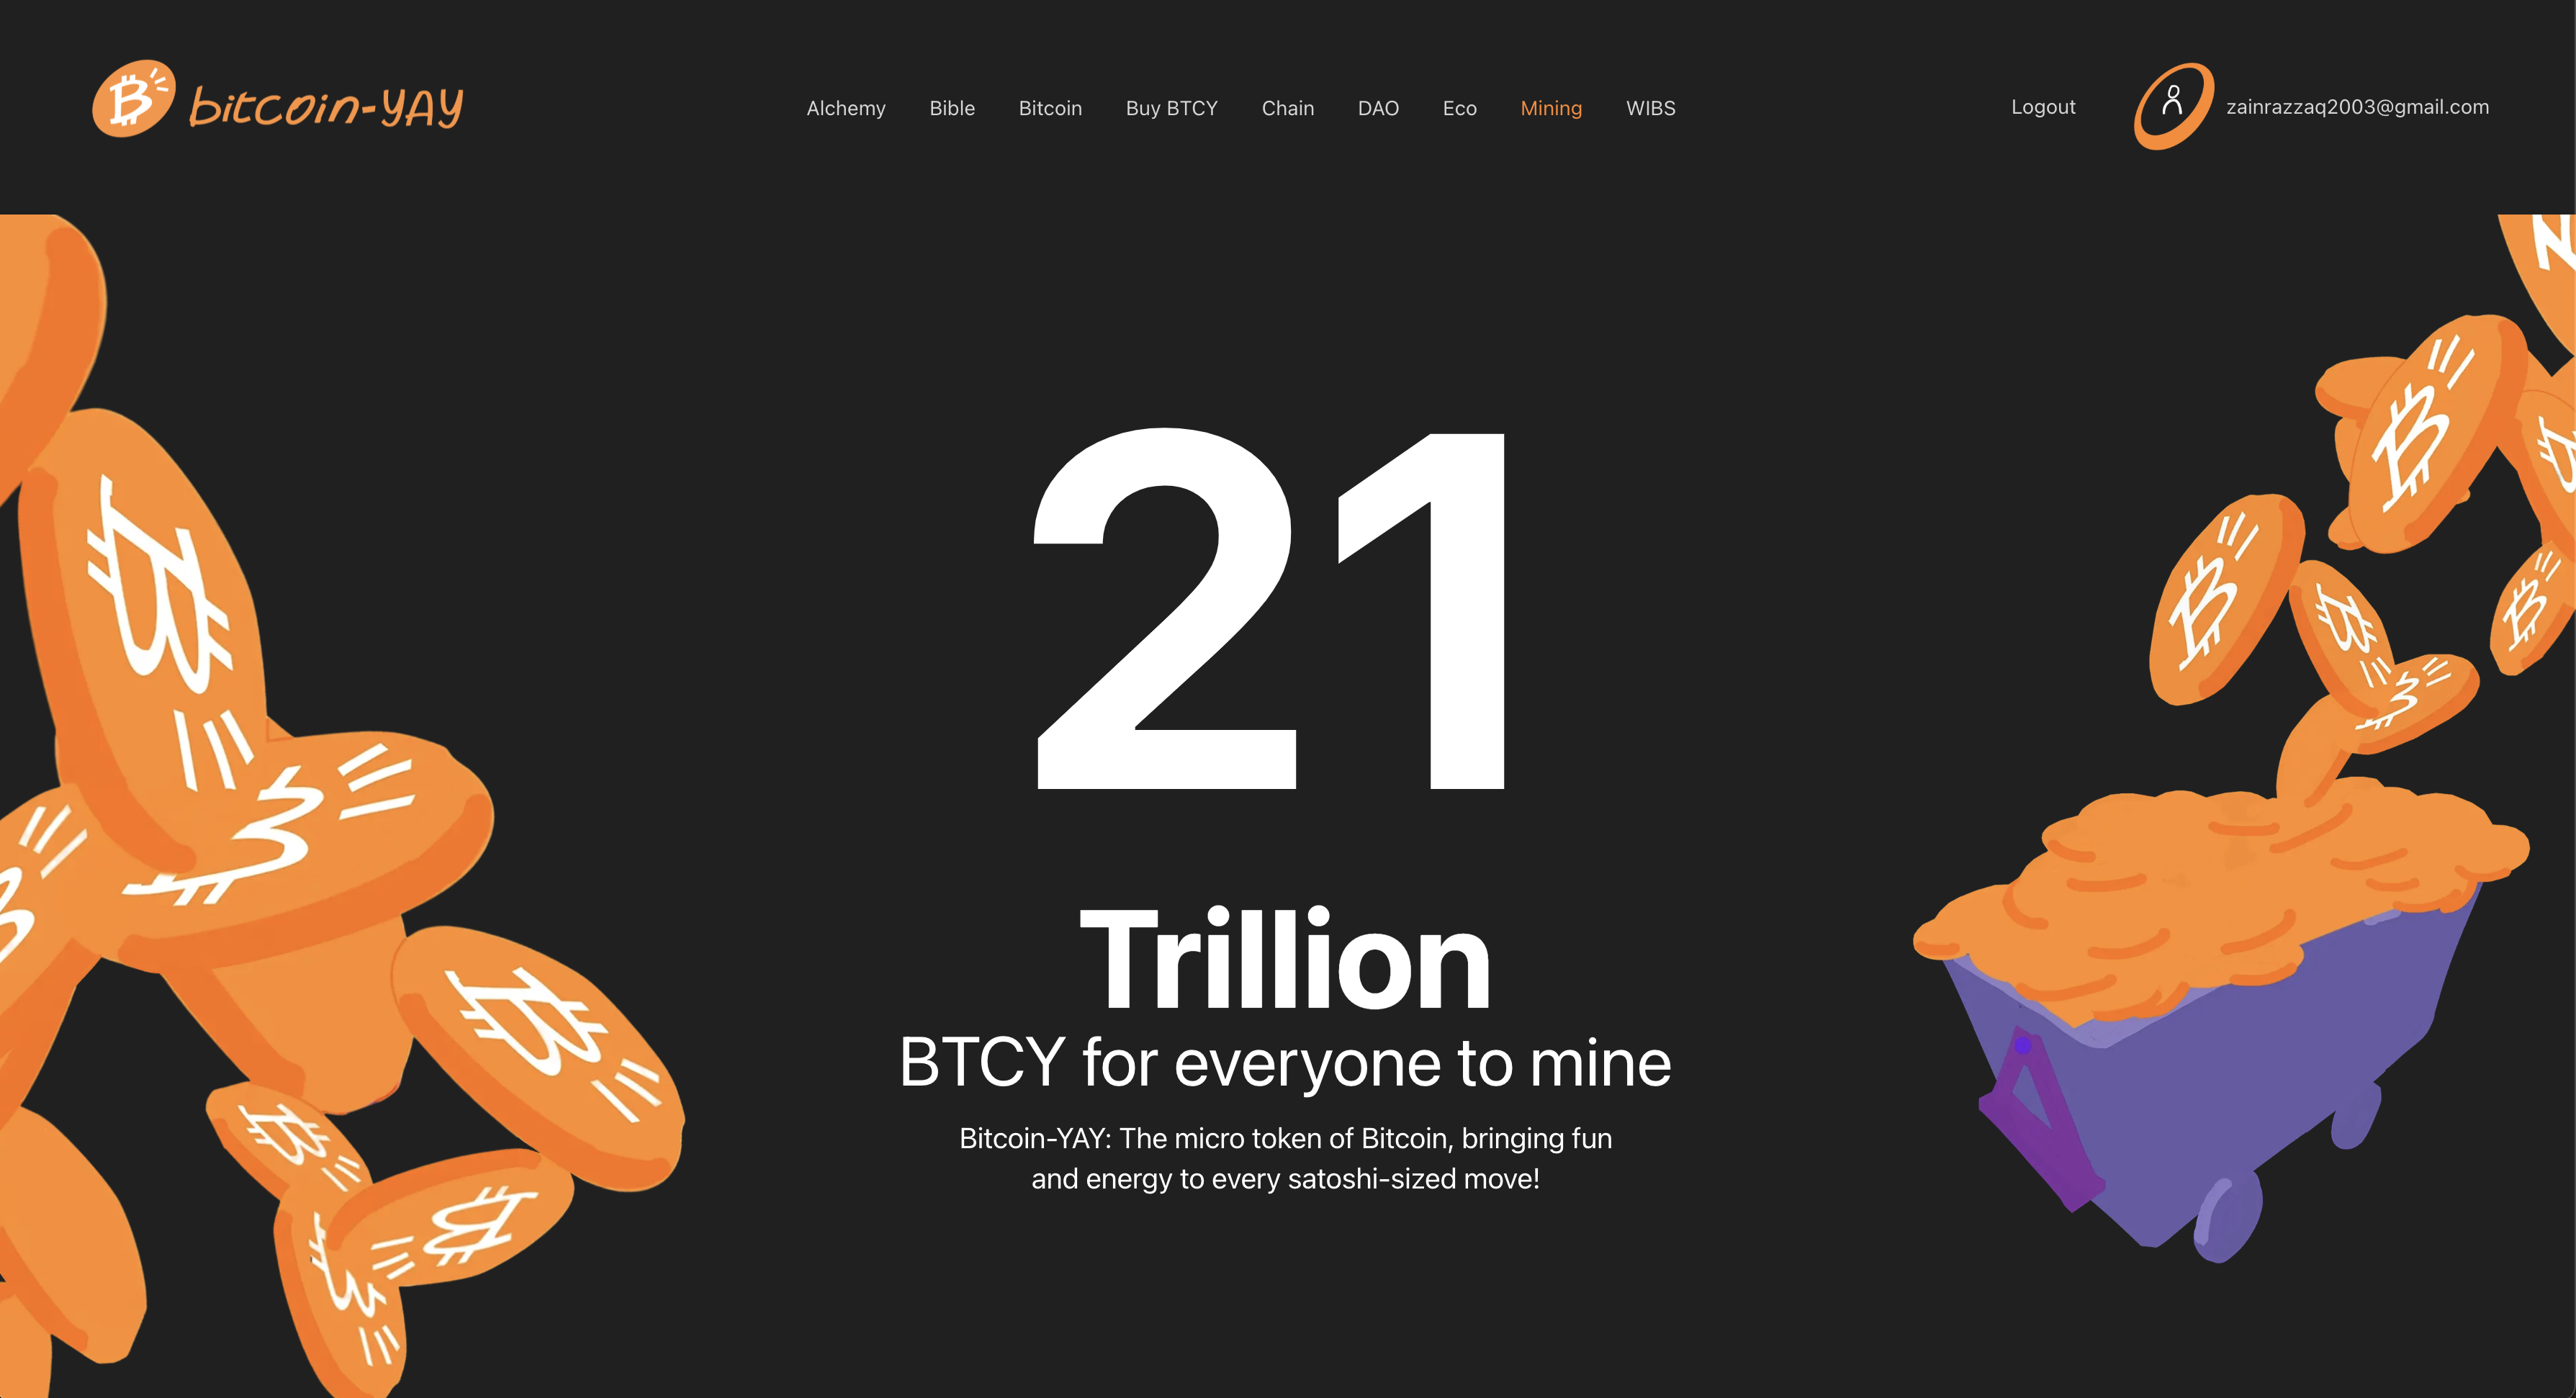 bitcoin-YAY
Alchemy Bible Bitcoin Buy BTCY Chain DAO Eco Mining WIBS
Logout zainrazzaq2003@gmail.com
21
Trillion
BTCY for everyone to mine
Bitcoin-YAY: The micro token of Bitcoin, bringing fun
and energy to every satoshi-sized move!